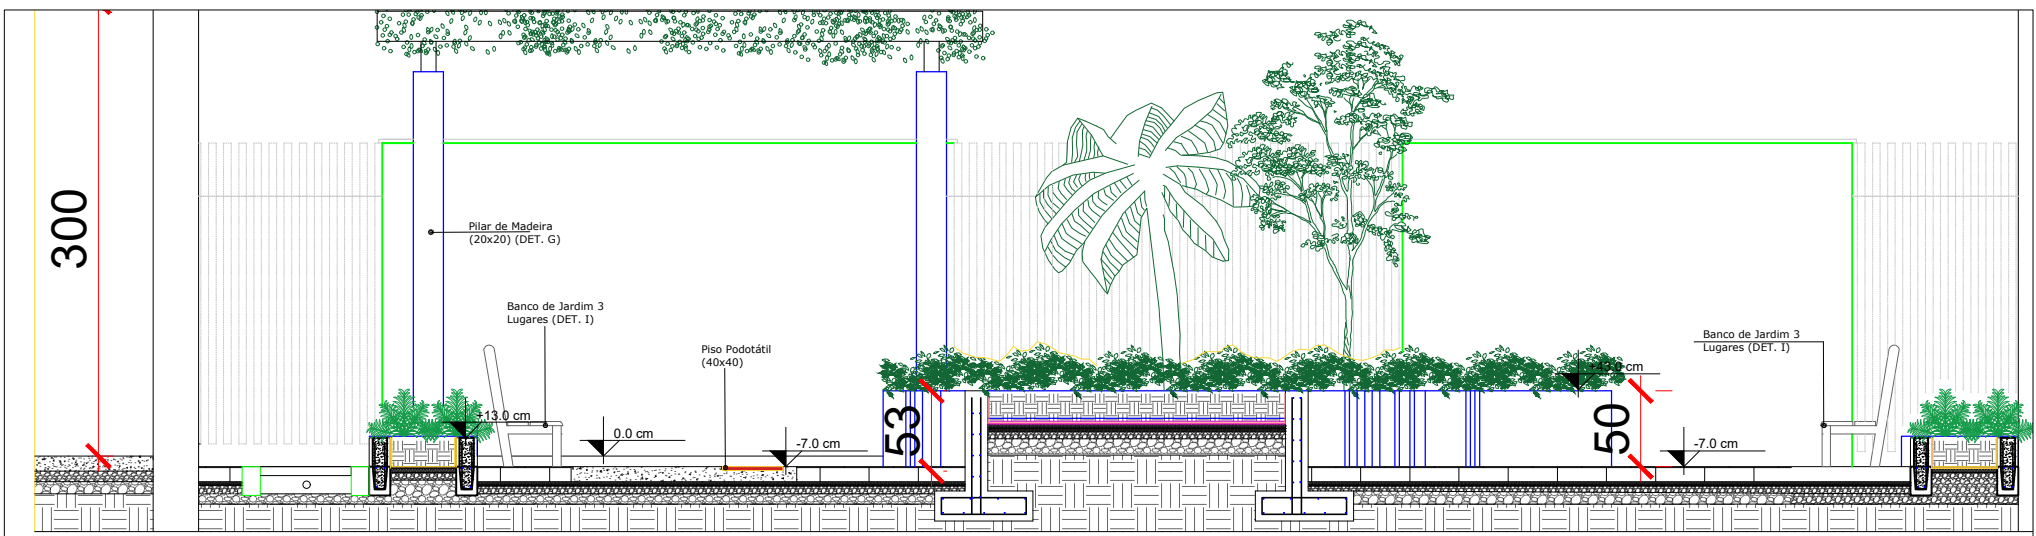 300
Pilar de Madeira
(20x20) (DET. G)
Banco de Jardim 3
Lugares (DET. I)
Piso Podotátil
(40x40)
+13.0 cm
0.0 cm
-7.0 cm
53
+43.0 cm
50
-7.0 cm
Banco de Jardim 3
Lugares (DET. I)